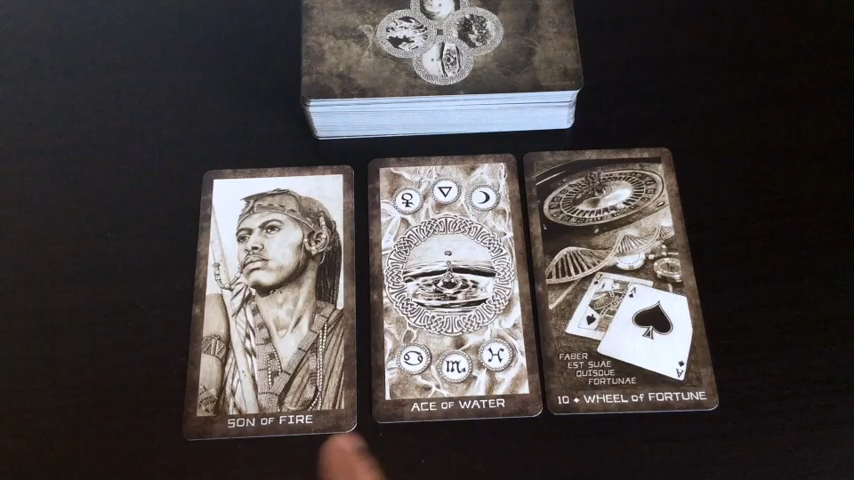 SON OF FIRE
ACE OF WATER
A
A
FABER
EST SUAE
QUISQUE
FORTUNAE
10 ✦ WHEEL OF FORTUNE